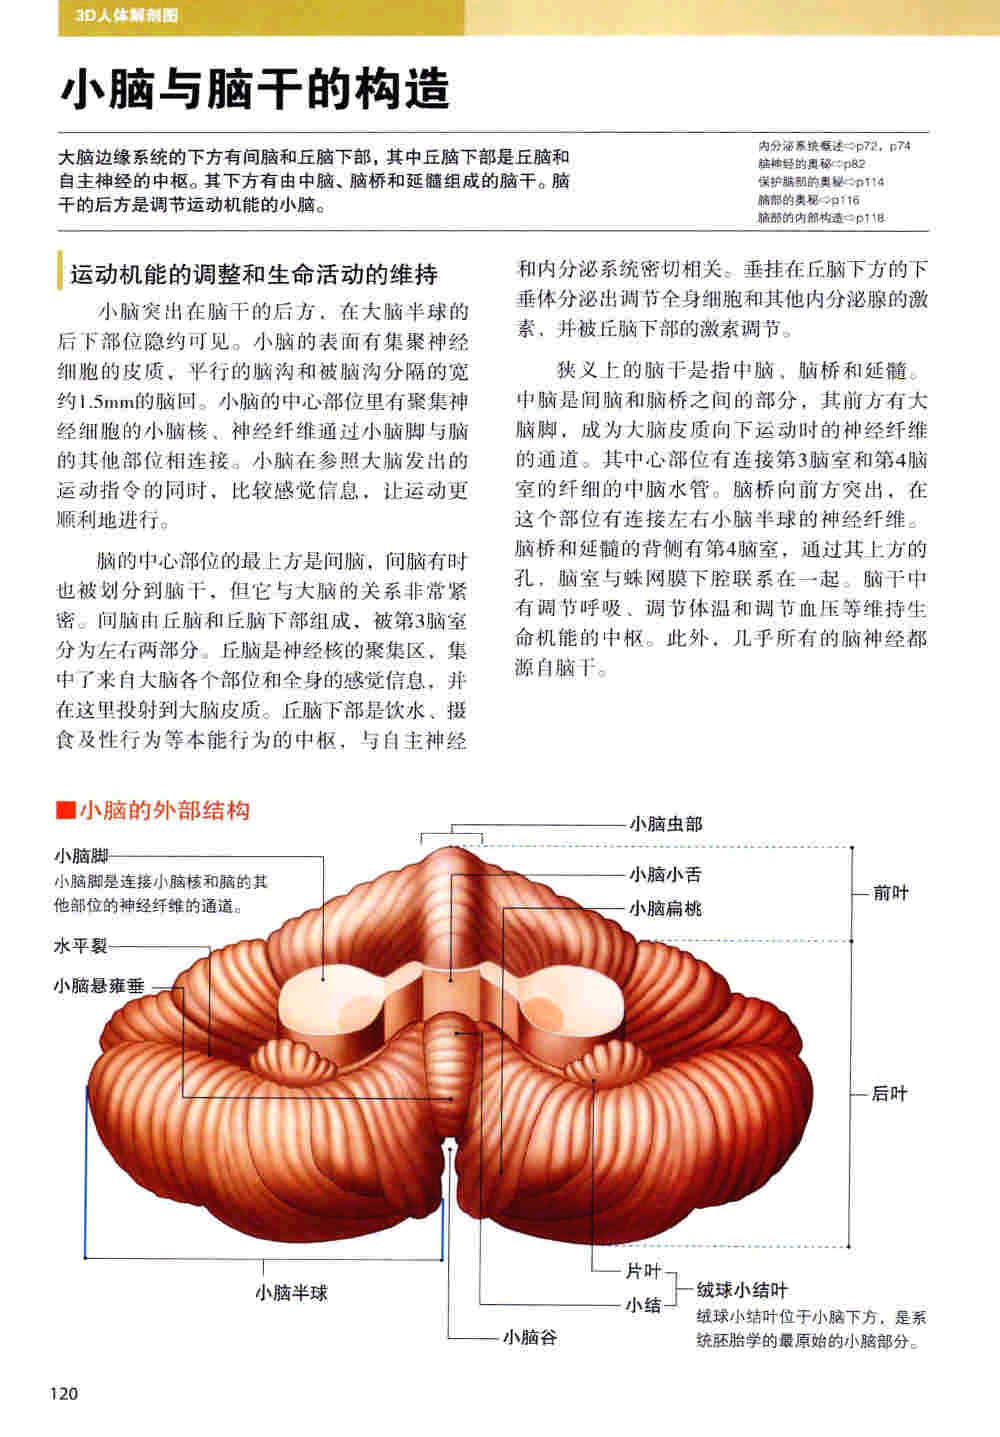 3D人体解剖图
小脑与脑干的构造
大脑边缘系统的下方有间脑和丘脑下部，其中丘脑下部是丘脑和
自主神经的中枢。其下方有由中脑、脑桥和延髓组成的脑干。脑
干的后方是调节运动机能的小脑。
内分泌系统概述⇨p72，p74
脑神经的奥秘⇨p82
保护脑部的奥秘⇨p114
脑部的奥秘⇨p116
脑部的内部构造⇨p118
运动机能的调整和生命活动的维持
小脑突出在脑干的后方，在大脑半球的
后下部位隐约可见。小脑的表面有集聚神经
细胞的皮质，平行的脑沟和被脑沟分隔的宽
约1.5mm的脑回。小脑的中心部位里有聚集神
经细胞的小脑核、神经纤维通过小脑脚与脑
的其他部位相连接。小脑在参照大脑发出的
运动指令的同时，比较感觉信息，让运动更
顺利地进行。
脑的中心部位的最上方是间脑，间脑有时
也被划分到脑干，但它与大脑的关系非常紧
密。间脑由丘脑和丘脑下部组成，被第3脑室
分为左右两部分。丘脑是神经核的聚集区，集
中了来自大脑各个部位和全身的感觉信息，并
在这里投射到大脑皮质。丘脑下部是饮水、摄
食及性行为等本能行为的中枢，与自主神经
和内分泌系统密切相关。垂挂在丘脑下方的下
垂体分泌出调节全身细胞和其他内分泌腺的激
素，并被丘脑下部的激素调节。
狭义上的脑干是指中脑、脑桥和延髓。
中脑是间脑和脑桥之间的部分，其前方有大
脑脚，成为大脑皮质向下运动时的神经纤维
的通道。其中心部位有连接第3脑室和第4脑
室的纤细的中脑水管。脑桥向前方突出，在
这个部位有连接左右小脑半球的神经纤维。
脑桥和延髓的背侧有第4脑室，通过其上方的
孔，脑室与蛛网膜下腔联系在一起。脑干中
有调节呼吸、调节体温和调节血压等维持生
命机能的中枢。此外，几乎所有的脑神经都
源自脑干。
■小脑的外部结构
小脑虫部
小脑脚
小脑脚是连接小脑核和脑的其
他部位的神经纤维的通道。
小脑小舌
前叶
小脑扁桃
水平裂
小脑悬雍垂
后叶
片叶
小脑半球
绒球小结叶
小结
绒球小结叶位于小脑下方，是系
统胚胎学的最原始的小脑部分。
小脑谷
120